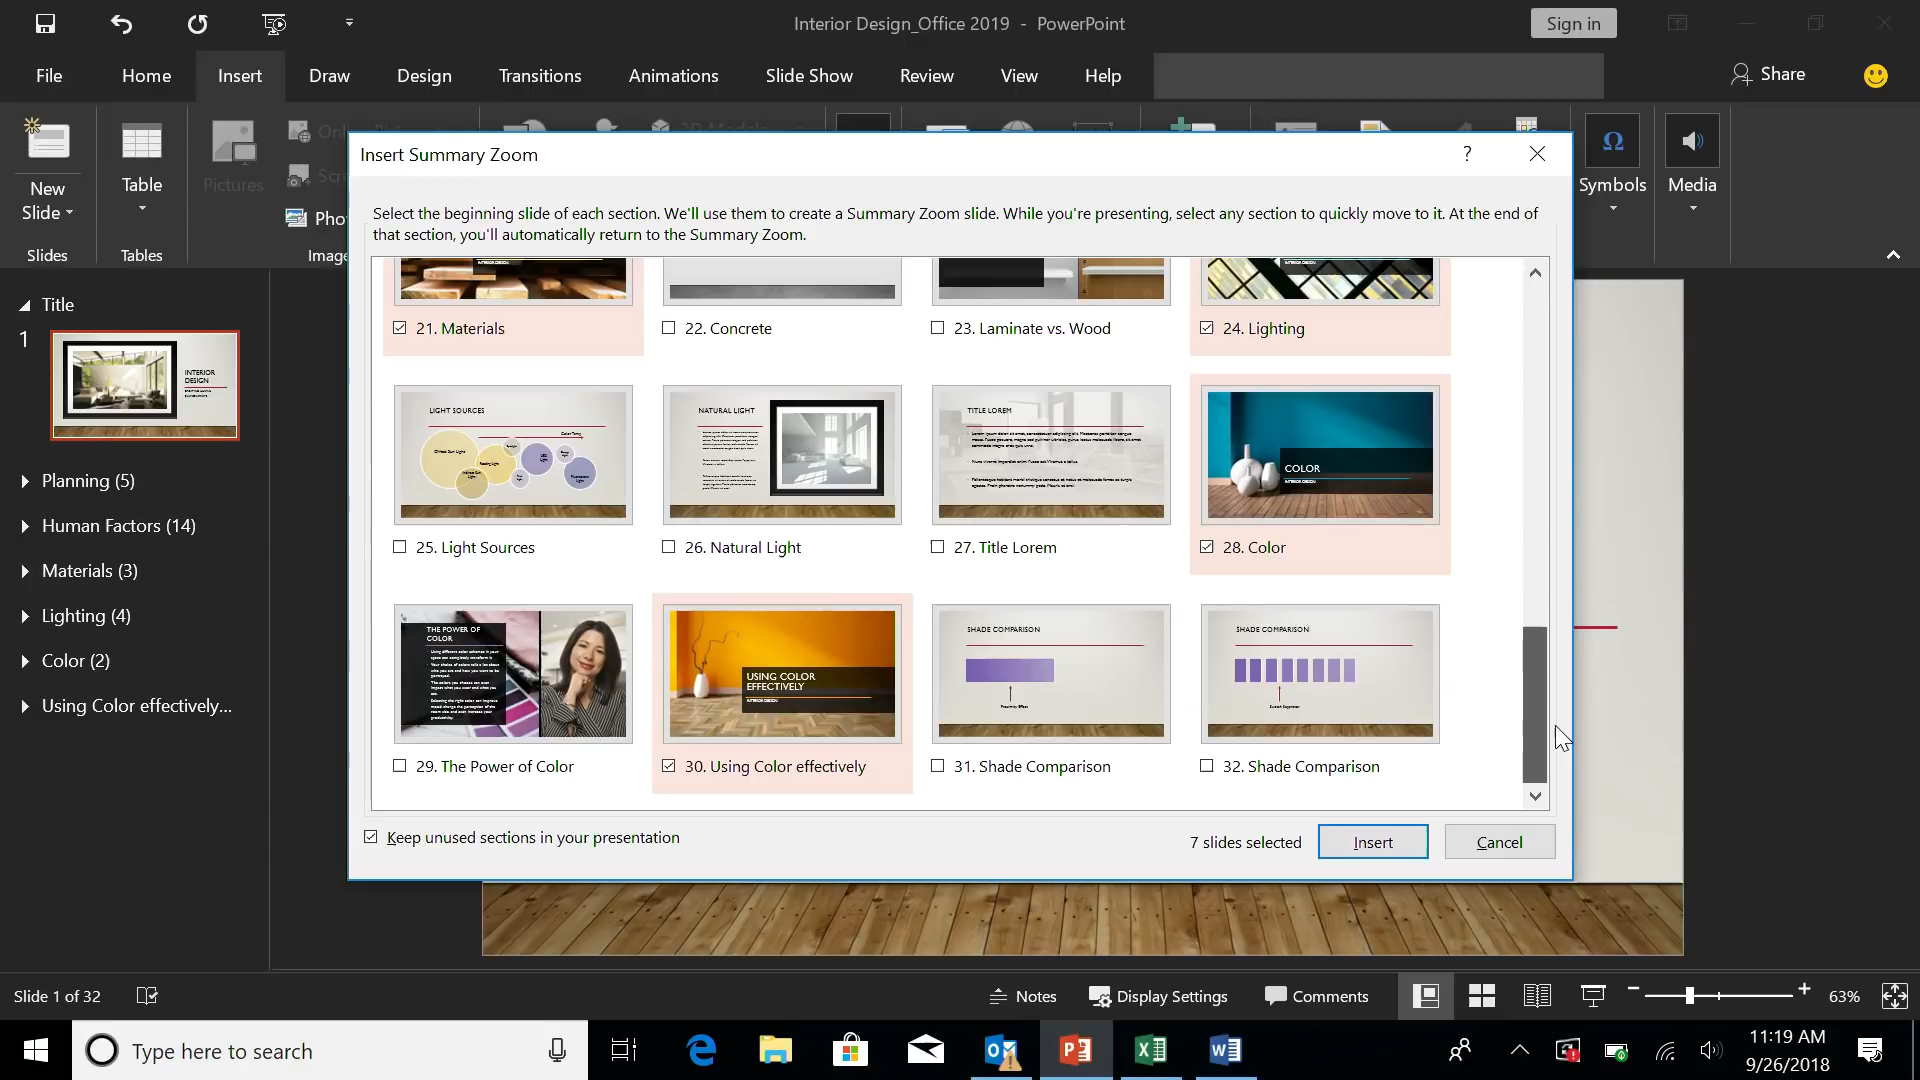 Interior Design_Office 2019 - PowerPoint
Sign in
File
Home
Insert
Draw
Design
Transitions
Animations
Slide Show
Review
View
Help
Share
New
Slide
Slides
Table
Tables
Pictures
Symbols
Media
Insert Summary Zoom
Select the beginning slide of each section. We'll use them to create a Summary Zoom slide. While you're presenting, select any section to quickly move to it. At the end of
that section, you'll automatically return to the Summary Zoom.
21. Materials
22. Concrete
23. Laminate vs. Wood
24. Lighting
LIGHT SOURCES
NATURAL LIGHT
TITLE LOREM
COLOR
INTERIOR DESIGN
25. Light Sources
26. Natural Light
27. Title Lorem
28. Color
THE POWER OF
COLOR
USING COLOR
EFFECTIVELY
INTERIOR DESIGN
SHADE COMPARISON
SHADE COMPARISON
29. The Power of Color
30. Using Color effectively
31. Shade Comparison
32. Shade Comparison
Keep unused sections in your presentation
7 slides selected
Insert
Cancel
Title
1
INTERIOR
DESIGN
Planning (5)
Human Factors (14)
Materials (3)
Lighting (4)
Color (2)
Using Color effectively...
Slide 1 of 32
Notes
Display Settings
Comments
63%
Type here to search
11:19 AM
9/26/2018